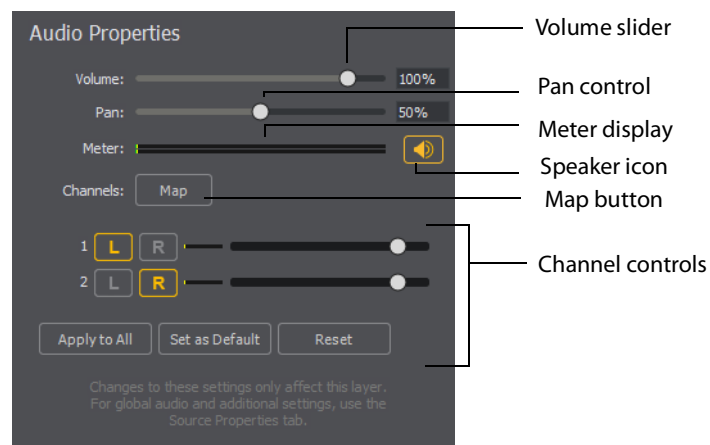 Audio Properties
Volume slider
Volume: 100%
Pan control
Pan: 50%
Meter display
Meter:
Speaker icon
Channels: Map
Map button
1 L R
Channel controls
2 L R
Apply to All Set as Default Reset
Changes to these settings only affect this layer.
For global audio and additional settings, use the
Source Properties tab.